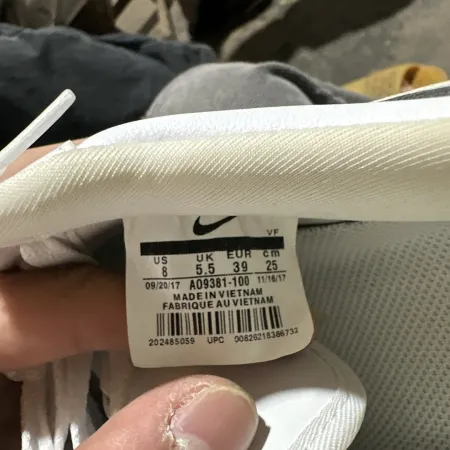 VF
US UK EUR cm
8 5.5 39 25
09/20/17 AO9381-100 11/16/17
MADE IN VIETNAM
FABRIQUE AU VIETNAM
202485059 UPC 00826218386732